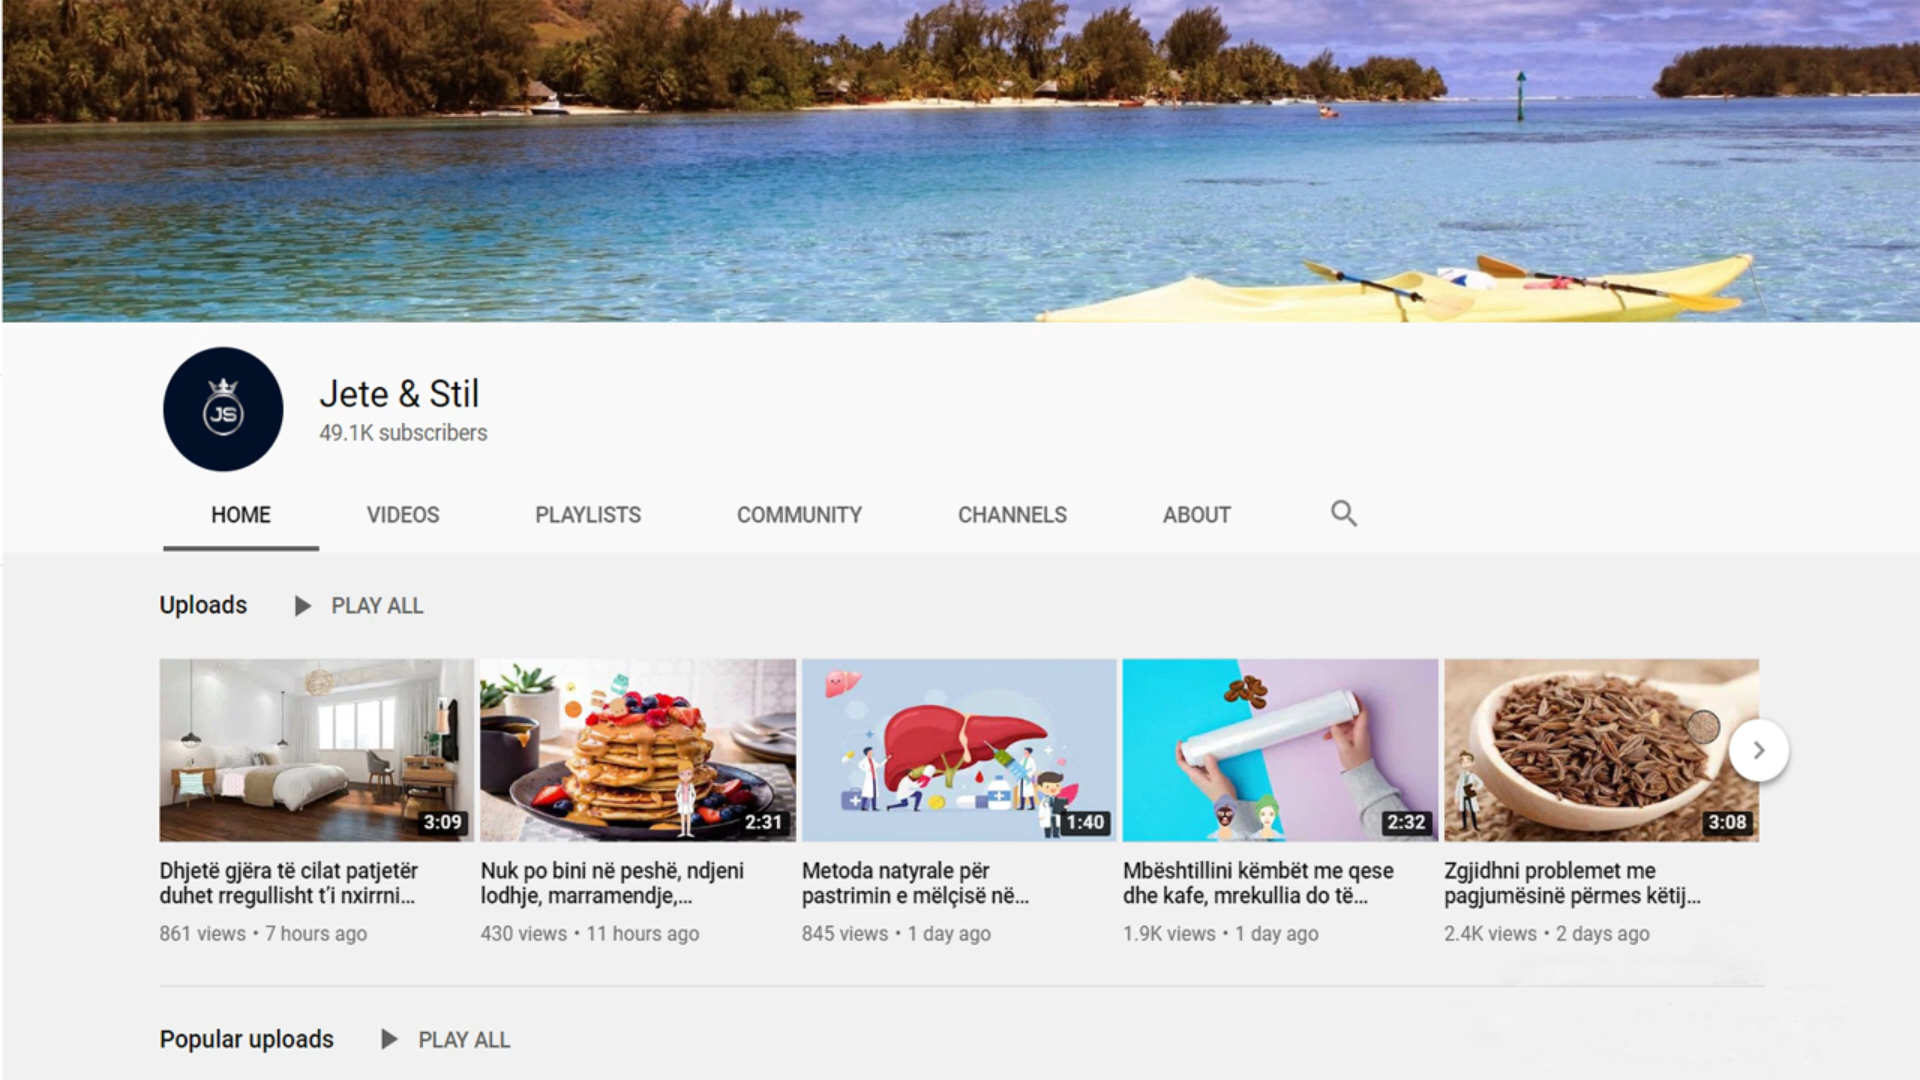 JS
Jete & Stil
49.1K subscribers
HOME VIDEOS PLAYLISTS COMMUNITY CHANNELS ABOUT
Uploads PLAY ALL
3:09 2:31 1:40 2:32 3:08
Dhjetë gjëra të cilat patjetër
duhet rregullisht t'i nxirrni...
861 views • 7 hours ago
Nuk po bini në peshë, ndjeni
lodhje, marramendje,...
430 views • 11 hours ago
Metoda natyrale për
pastrimin e mëlçisë në...
845 views • 1 day ago
Mbështillini këmbët me qese
dhe kafe, mrekullia do të...
1.9K views • 1 day ago
Zgjidhni problemet me
pagjumësinë përmes këtij...
2.4K views • 2 days ago
Popular uploads PLAY ALL